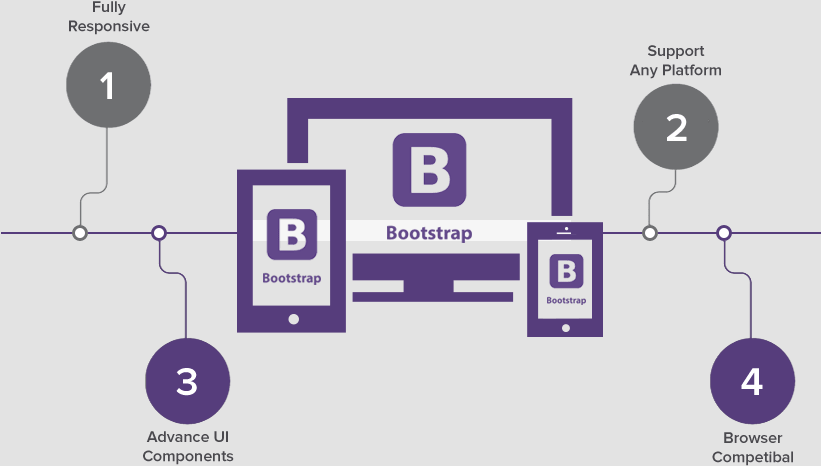 Fully
Responsive
1
Support
Any Platform
2
B
Bootstrap
B
Bootstrap
B
Bootstrap
3
Advance UI
Components
4
Browser
Competibal